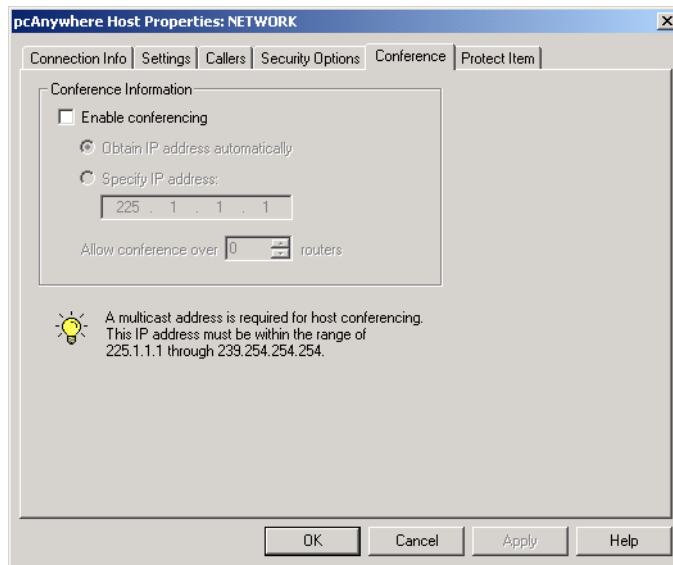 pcAnywhere Host Properties: NETWORK
Connection Info Settings Callers Security Options Conference Protect Item
Conference Information
Enable conferencing
Obtain IP address automatically
Specify IP address:
225 . 1 . 1 . 1
Allow conference over 0 routers
A multicast address is required for host conferencing.
This IP address must be within the range of
225.1.1.1 through 239.254.254.254.
OK Cancel Apply Help